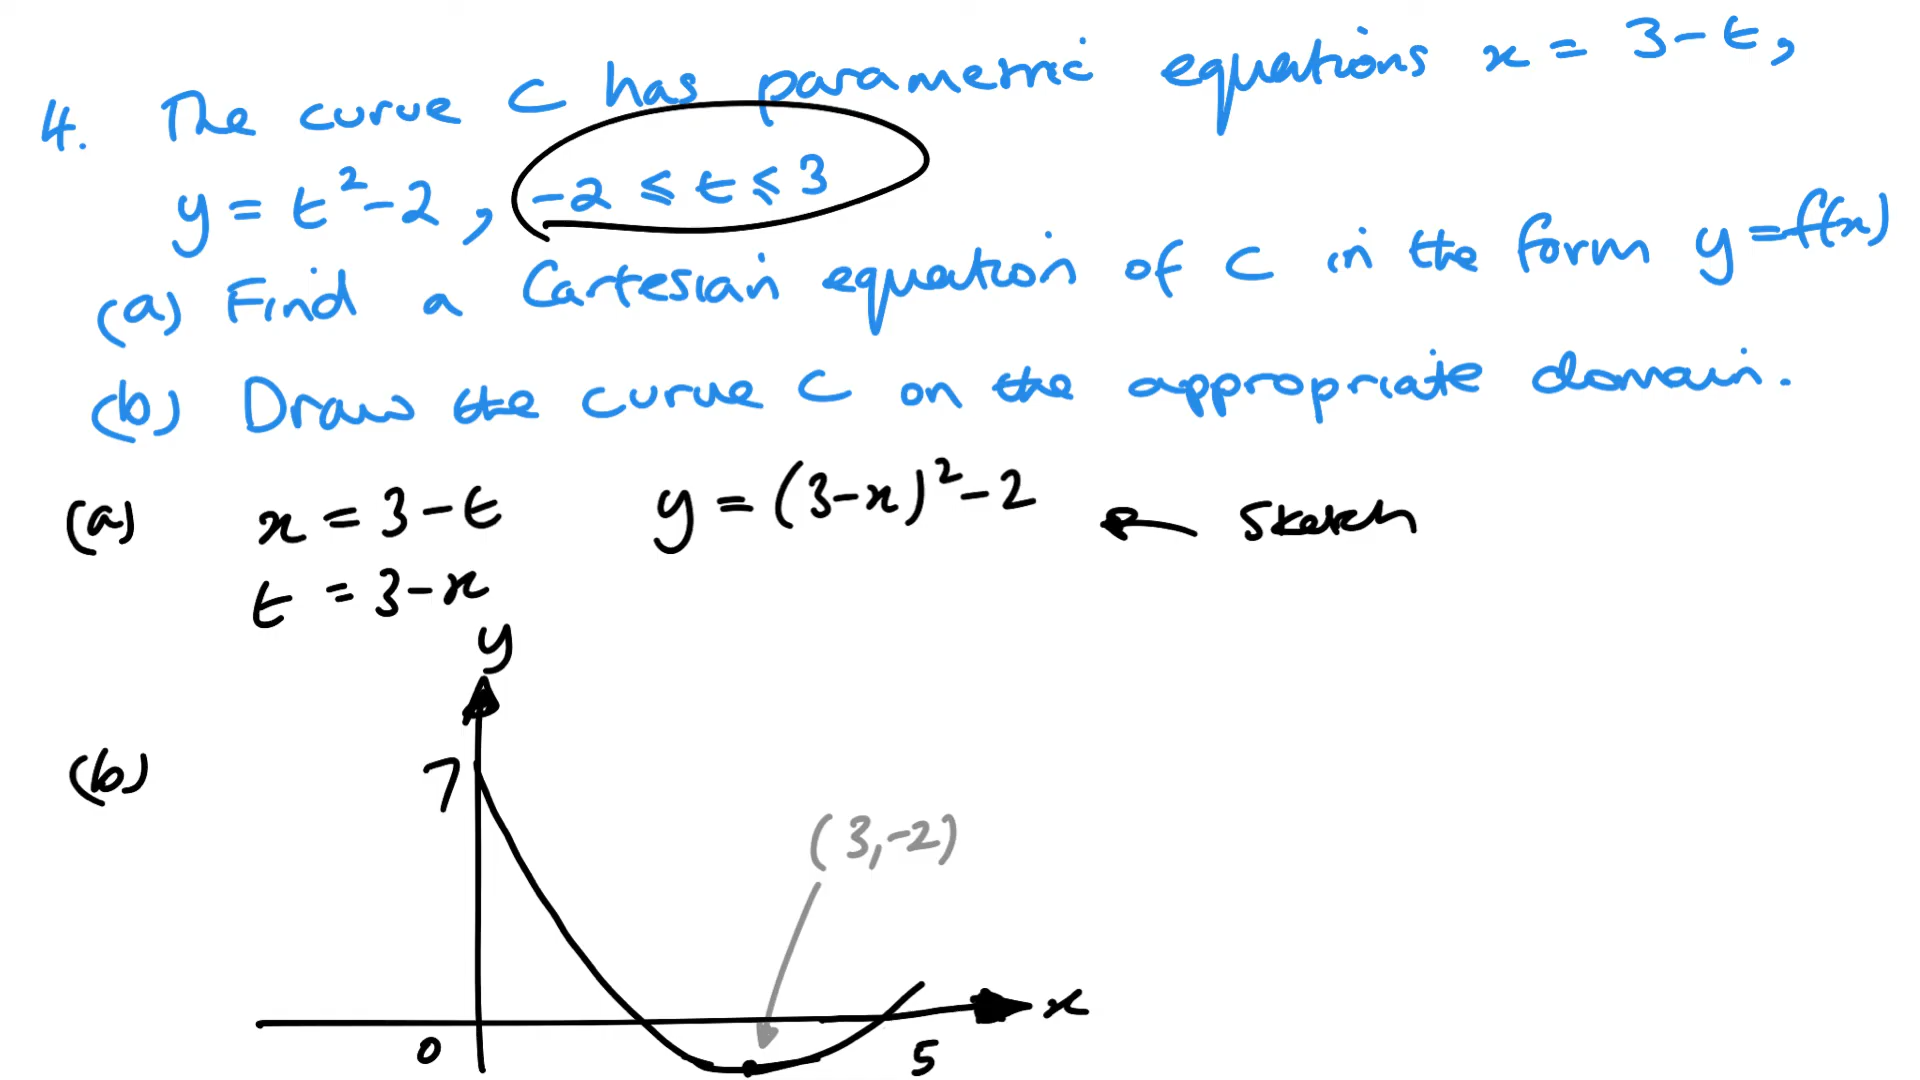 4. The curve C has parametric equations x = 3-t,
y = t²-2, -2 ≤ t ≤ 3
(a) Find a Cartesian equation of C in the form y = f(x)
(b) Draw the curve C on the appropriate domain.
(a) x = 3-t y = (3-x)²-2 ← Sketch
t = 3-x
y
(b) 7
(3,-2)
x
0 5